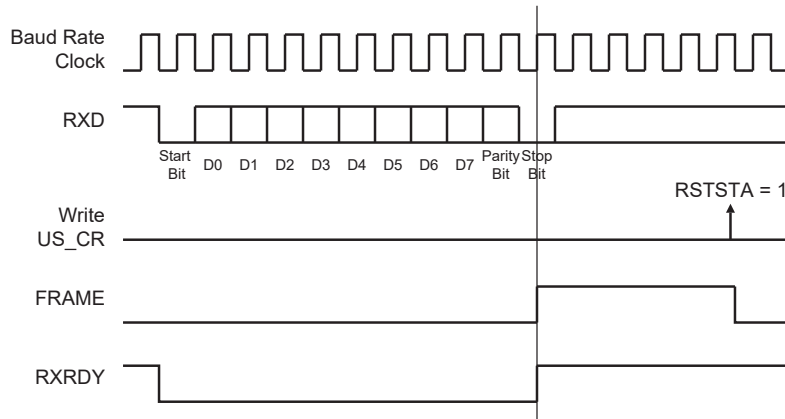 Baud Rate
Clock
RXD
Start
Bit
D0
D1
D2
D3
D4
D5
D6
D7
Parity
Bit
Stop
Bit
RSTSTA = 1
Write
US_CR
FRAME
RXRDY